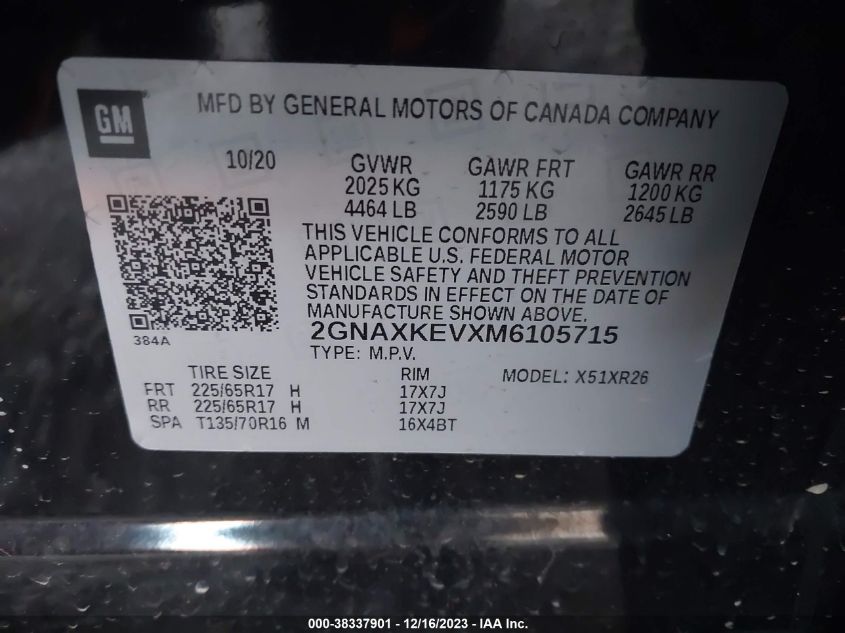 GM
MFD BY GENERAL MOTORS OF CANADA COMPANY
10/20 GVWR GAWR FRT GAWR RR
2025 KG 1175 KG 1200 KG
4464 LB 2590 LB 2645 LB
THIS VEHICLE CONFORMS TO ALL
APPLICABLE U.S. FEDERAL MOTOR
VEHICLE SAFETY AND THEFT PREVENTION
STANDARDS IN EFFECT ON THE DATE OF
MANUFACTURE SHOWN ABOVE.
384A
2GNAXKEVXM6105715
TYPE: M.P.V.
TIRE SIZE RIM MODEL: X51XR26
FRT 225/65R17 H 17X7J
RR 225/65R17 H 17X7J
SPA T135/70R16 M 16X4BT
000-38337901 - 12/16/2023 - IAA Inc.